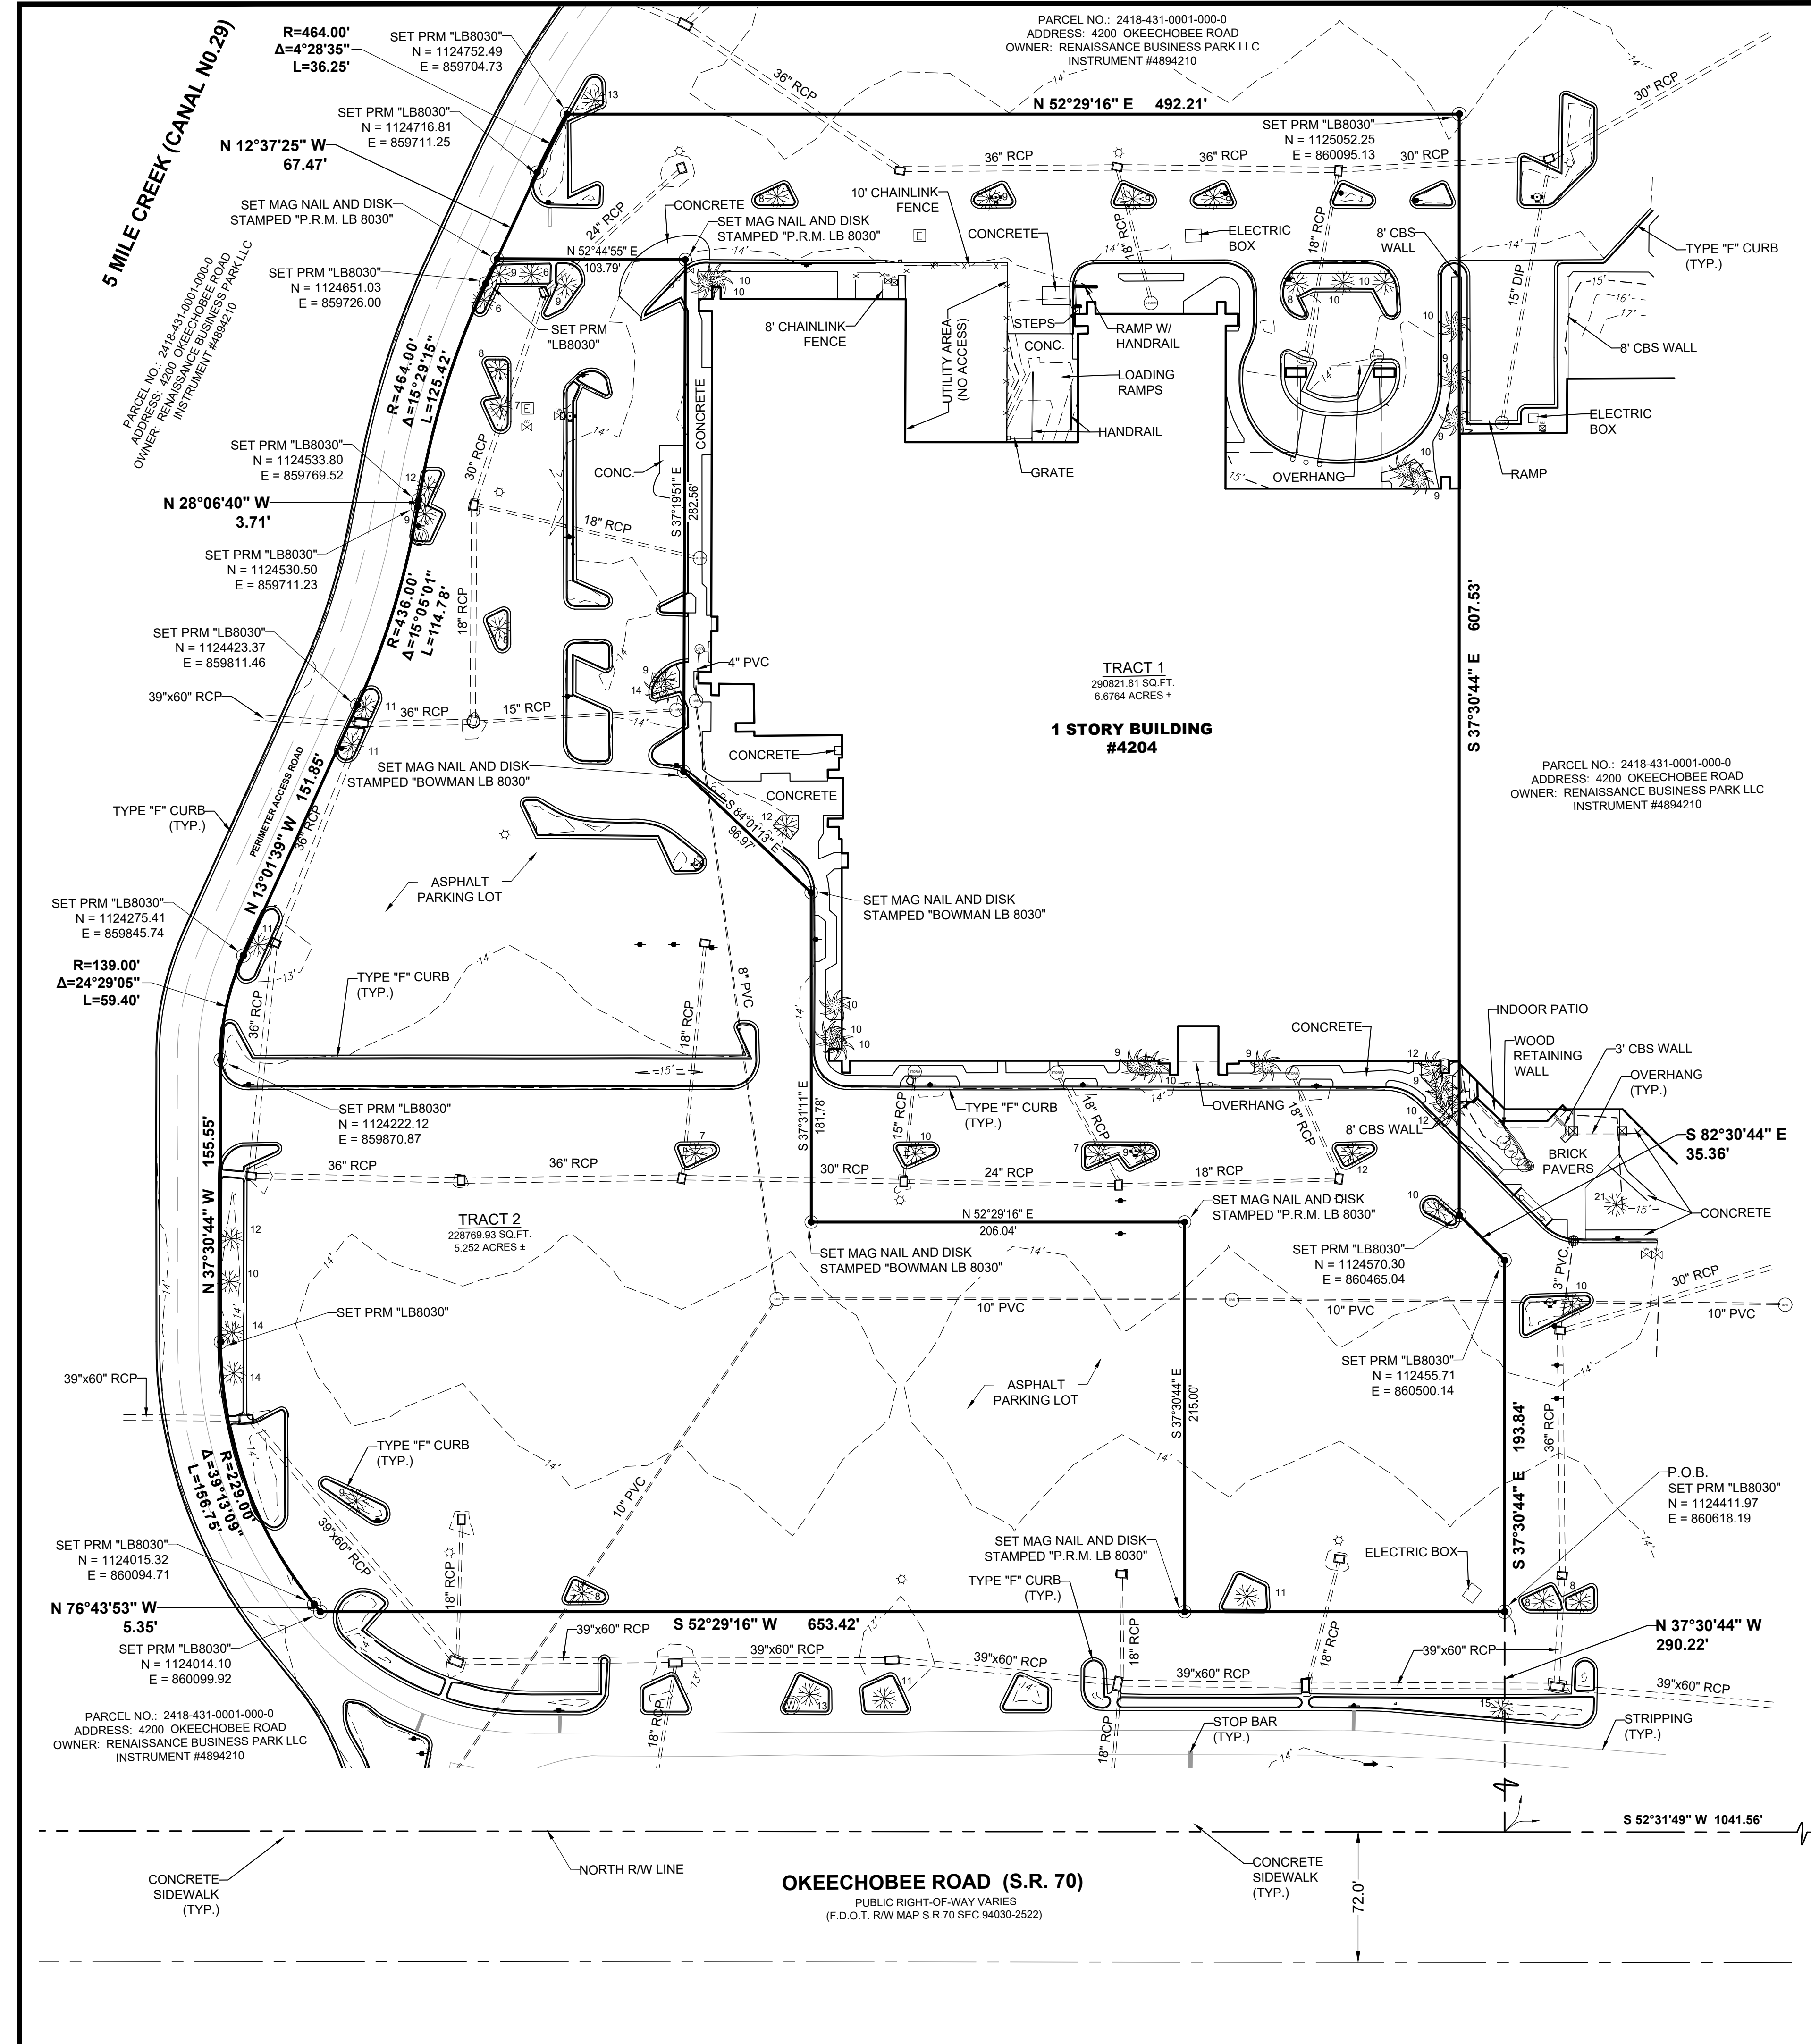 5 MILE CREEK (CANAL N0.29)
R=464.00'
Δ=4°28'35"
L=36.25'
SET PRM "LB8030"
N = 1124752.49
E = 859704.73
SET PRM "LB8030"
N = 1124716.81
E = 859711.25
N 12°37'25" W
67.47'
SET MAG NAIL AND DISK
STAMPED "P.R.M. LB 8030"
PARCEL NO.: 2418-431-0001-000-0
ADDRESS: 4200 OKEECHOBEE ROAD
OWNER: RENAISSANCE BUSINESS PARK LLC
INSTRUMENT #4894210
36" RCP
30" RCP
N 52°29'16" E 492.21'
SET PRM "LB8030"
N = 1125052.25
E = 860095.13
36" RCP
36" RCP
30" RCP
10' CHAINLINK
FENCE
CONCRETE
SET MAG NAIL AND DISK
STAMPED "P.R.M. LB 8030"
24" RCP
N 52°44'55" E
103.79'
CONCRETE
18" RCP
ELECTRIC
BOX
18" RCP
8' CBS
WALL
15" DIP
TYPE "F" CURB
(TYP.)
PARCEL NO.: 2418-431-0001-000-0
ADDRESS: 4200 OKEECHOBEE ROAD
OWNER: RENAISSANCE BUSINESS PARK LLC
INSTRUMENT #4894210
SET PRM "LB8030"
N = 1124651.03
E = 859726.00
SET PRM
"LB8030"
8' CHAINLINK
FENCE
UTILITY AREA
(NO ACCESS)
STEPS
CONC.
RAMP W/
HANDRAIL
LOADING
RAMPS
HANDRAIL
GRATE
OVERHANG
RAMP
8' CBS WALL
ELECTRIC
BOX
15'
16'
17'
R=464.00'
Δ=15°29'15"
L=125.42'
CONCRETE
CONC.
S 37°19'51" E
282.56'
30" RCP
18" RCP
SET PRM "LB8030"
N = 1124533.80
E = 859769.52
N 28°06'40" W
3.71'
SET PRM "LB8030"
N = 1124530.50
E = 859711.23
R=436.00'
Δ=15°05'01"
L=114.78'
18" RCP
SET PRM "LB8030"
N = 1124423.37
E = 859811.46
39"x60" RCP
36" RCP
15" RCP
4" PVC
TRACT 1
290821.81 SQ.FT.
6.6764 ACRES ±
1 STORY BUILDING
#4204
S 37°30'44" E 607.53'
PARCEL NO.: 2418-431-0001-000-0
ADDRESS: 4200 OKEECHOBEE ROAD
OWNER: RENAISSANCE BUSINESS PARK LLC
INSTRUMENT #4894210
CONCRETE
SET MAG NAIL AND DISK
STAMPED "BOWMAN LB 8030"
CONCRETE
S 84°01'13" E
96.97'
TYPE "F" CURB
(TYP.)
PERIMETER ACCESS ROAD
N 13°01'39" W 151.85'
36" RCP
ASPHALT
PARKING LOT
SET MAG NAIL AND DISK
STAMPED "BOWMAN LB 8030"
SET PRM "LB8030"
N = 1124275.41
E = 859845.74
R=139.00'
Δ=24°29'05"
L=59.40'
36" RCP
TYPE "F" CURB
(TYP.)
18" RCP
8" PVC
INDOOR PATIO
CONCRETE
WOOD
RETAINING
WALL
3' CBS WALL
OVERHANG
(TYP.)
SET PRM "LB8030"
N = 1124222.12
E = 859870.87
S 37°31'11" E
181.78'
15" RCP
TYPE "F" CURB
(TYP.)
18" RCP
OVERHANG
18" RCP
8' CBS WALL
BRICK
PAVERS
S 82°30'44" E
35.36'
N 37°30'44" W 155.55'
36" RCP
36" RCP
30" RCP
24" RCP
18" RCP
CONCRETE
TRACT 2
228769.93 SQ.FT.
5.252 ACRES ±
N 52°29'16" E
206.04'
SET MAG NAIL AND DISK
STAMPED "P.R.M. LB 8030"
SET MAG NAIL AND DISK
STAMPED "BOWMAN LB 8030"
SET PRM "LB8030"
N = 1124570.30
E = 860465.04
3" PVC
30" RCP
10" PVC
10" PVC
10" PVC
SET PRM "LB8030"
39"x60" RCP
SET PRM "LB8030"
N = 112455.71
E = 860500.14
ASPHALT
PARKING LOT
S 37°30'44" E
215.00'
S 37°30'44" E 193.84'
36" RCP
R=229.00'
Δ=39°13'09"
L=156.75'
TYPE "F" CURB
(TYP.)
10" PVC
39"x60" RCP
18" RCP
P.O.B.
SET PRM "LB8030"
N = 1124411.97
E = 860618.19
SET PRM "LB8030"
N = 1124015.32
E = 860094.71
SET MAG NAIL AND DISK
STAMPED "P.R.M. LB 8030"
TYPE "F" CURB
(TYP.)
ELECTRIC BOX
N 76°43'53" W
5.35'
SET PRM "LB8030"
N = 1124014.10
E = 860099.92
39"x60" RCP
S 52°29'16" W 653.42'
39"x60" RCP
39"x60" RCP
18" RCP
39"x60" RCP
18" RCP
39"x60" RCP
N 37°30'44" W
290.22'
39"x60" RCP
PARCEL NO.: 2418-431-0001-000-0
ADDRESS: 4200 OKEECHOBEE ROAD
OWNER: RENAISSANCE BUSINESS PARK LLC
INSTRUMENT #4894210
18" RCP
18" RCP
STOP BAR
(TYP.)
STRIPPING
(TYP.)
S 52°31'49" W 1041.56'
CONCRETE
SIDEWALK
(TYP.)
NORTH R/W LINE
OKEECHOBEE ROAD (S.R. 70)
PUBLIC RIGHT-OF-WAY VARIES
(F.D.O.T. R/W MAP S.R.70 SEC.94030-2522)
CONCRETE
SIDEWALK
(TYP.)
72.0'